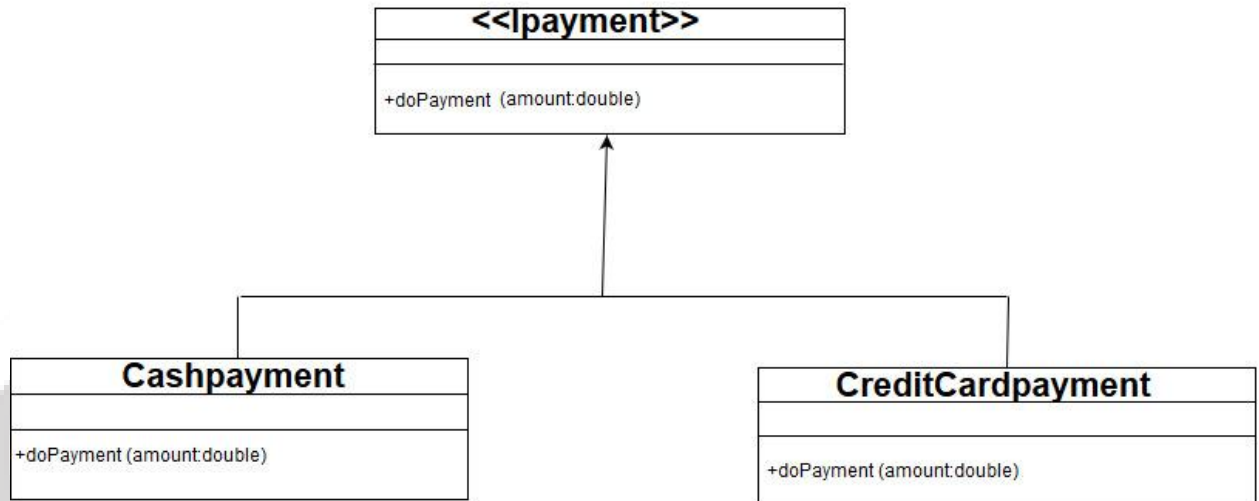 <<Ipayment>>
+doPayment (amount:double)
Cashpayment
+doPayment (amount:double)
CreditCardpayment
+doPayment (amount:double)